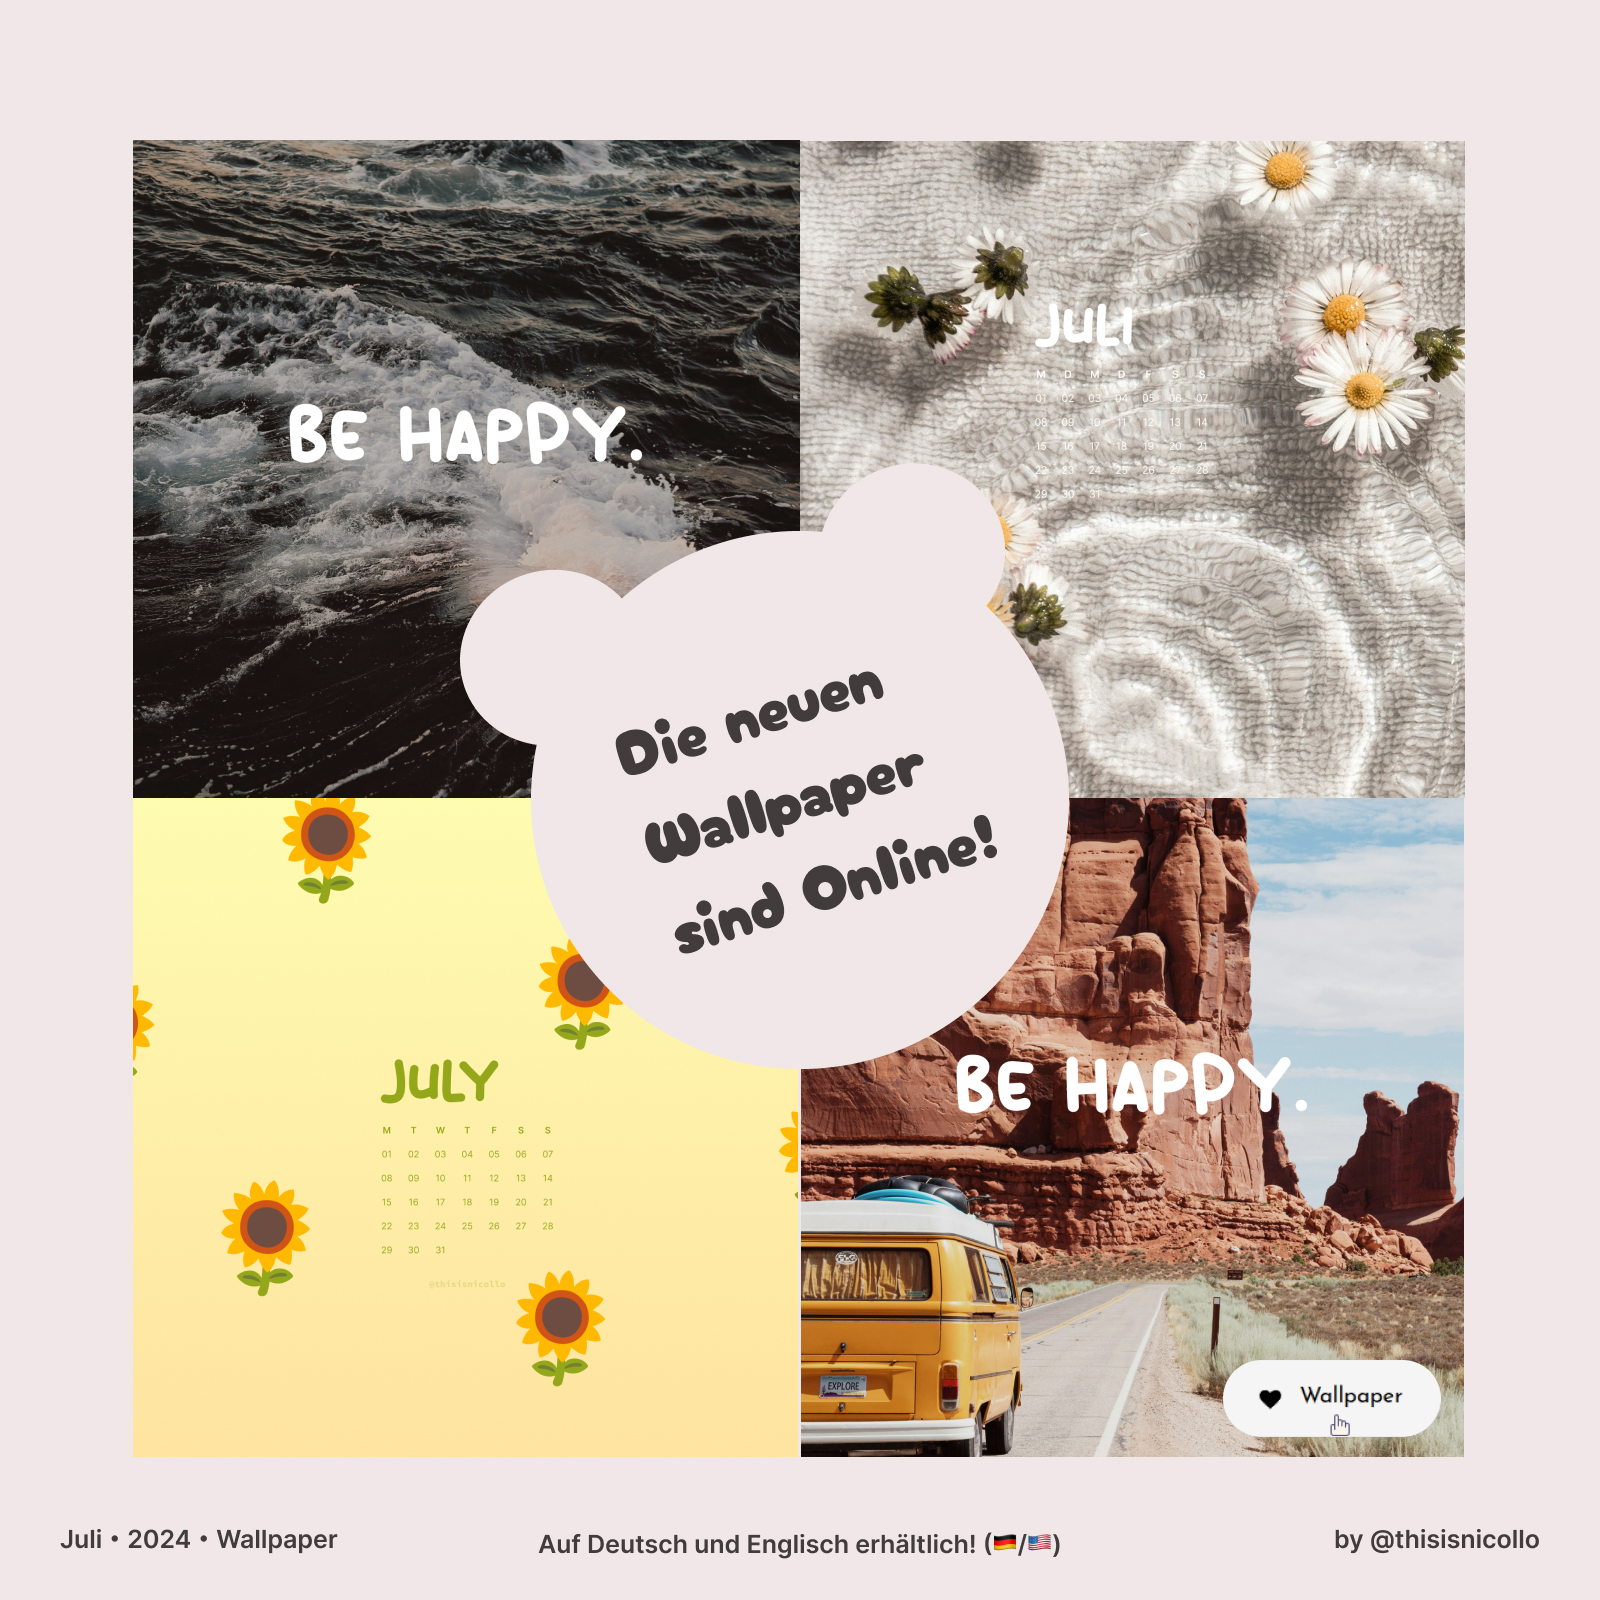 BE HAPPY.
JULI
M D M D F S S
01 02 03 04 05 06 07
08 09 10 11 12 13 14
15 16 17 18 19 20 21
22 23 24 25 26 27 28
29 30 31
Die neuen
Wallpaper
sind Online!
JULY
M T W T F S S
01 02 03 04 05 06 07
08 09 10 11 12 13 14
15 16 17 18 19 20 21
22 23 24 25 26 27 28
29 30 31
@thisisnicollo
BE HAPPY.
EXPLORE
Wallpaper
Juli • 2024 • Wallpaper
Auf Deutsch und Englisch erhältlich! (🇩🇪/🇺🇸)
by @thisisnicollo